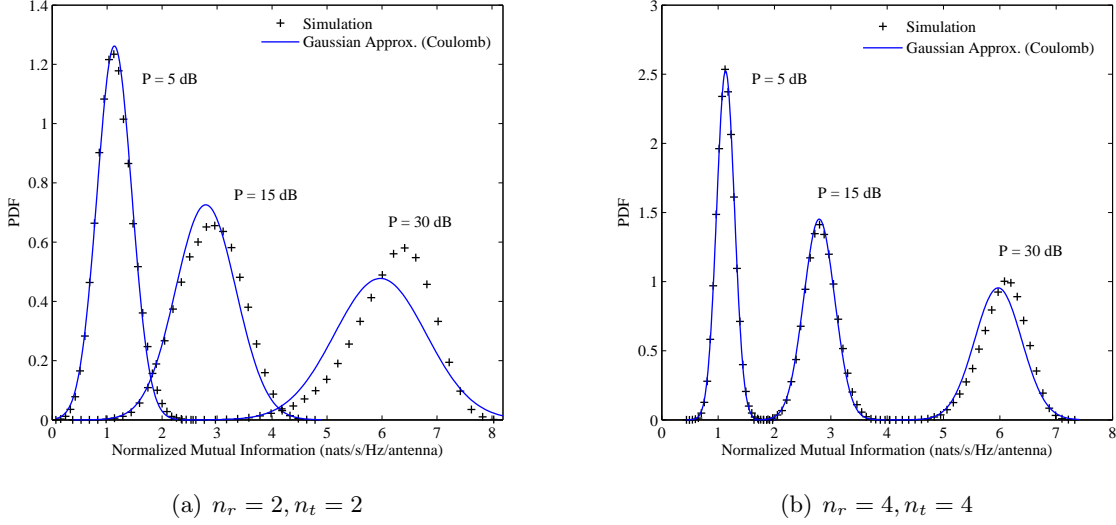 1.4
1.2
1
0.8
0.6
0.4
0.2
0
PDF
+ Simulation
Gaussian Approx. (Coulomb)
P = 5 dB
P = 15 dB
P = 30 dB
0 1 2 3 4 5 6 7 8
Normalized Mutual Information (nats/s/Hz/antenna)
(a) n_r = 2, n_t = 2
3
2.5
2
1.5
1
0.5
0
PDF
+ Simulation
Gaussian Approx. (Coulomb)
P = 5 dB
P = 15 dB
P = 30 dB
0 1 2 3 4 5 6 7 8
Normalized Mutual Information (nats/s/Hz/antenna)
(b) n_r = 4, n_t = 4